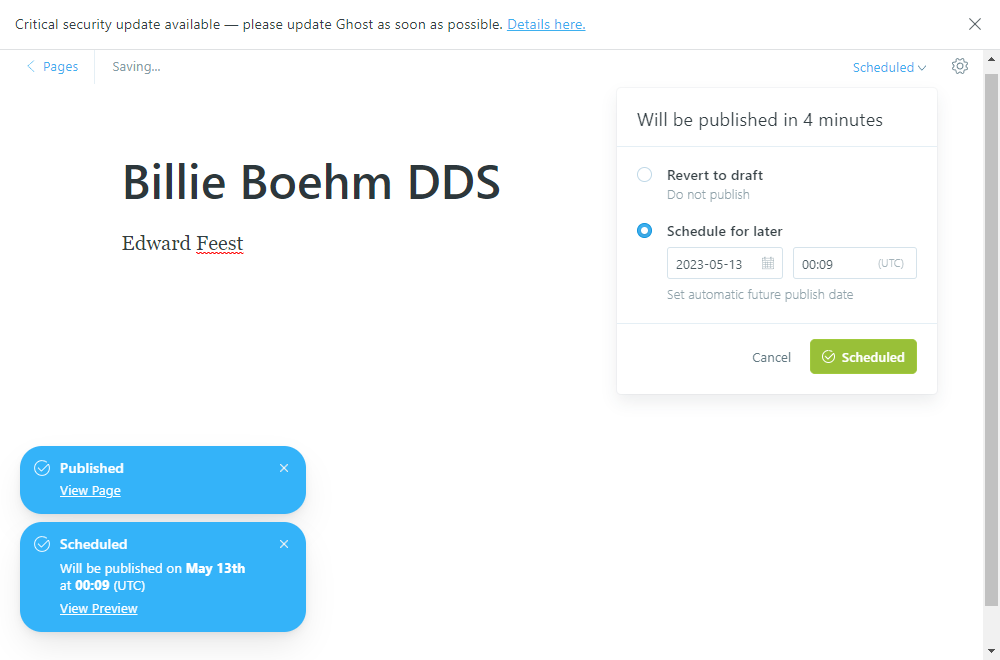 Critical security update available — please update Ghost as soon as possible. Details here.
Pages
Saving...
Scheduled
Will be published in 4 minutes
Billie Boehm DDS
Edward Feest
Revert to draft
Do not publish
Schedule for later
2023-05-13
00:09 (UTC)
Set automatic future publish date
Cancel
Scheduled
Published
View Page
Scheduled
Will be published on May 13th
at 00:09 (UTC)
View Preview